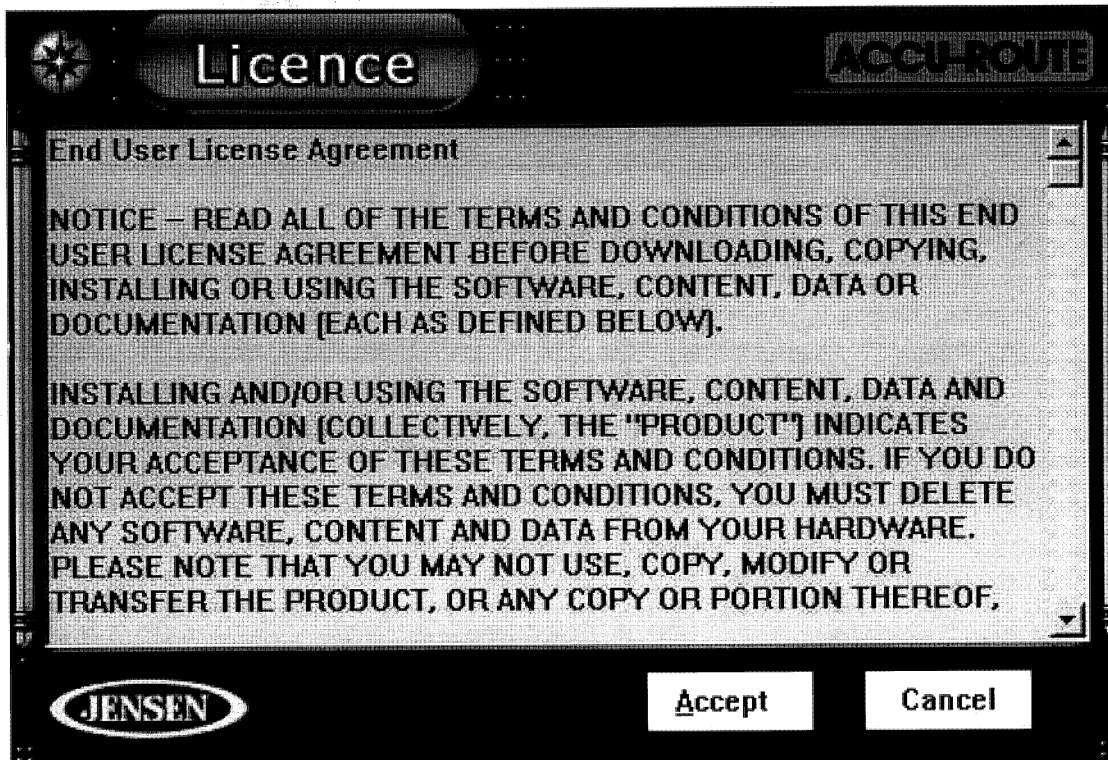 Licence
ACCU-ROUTE
End User License Agreement
NOTICE – READ ALL OF THE TERMS AND CONDITIONS OF THIS END
USER LICENSE AGREEMENT BEFORE DOWNLOADING, COPYING,
INSTALLING OR USING THE SOFTWARE, CONTENT, DATA OR
DOCUMENTATION (EACH AS DEFINED BELOW).
INSTALLING AND/OR USING THE SOFTWARE, CONTENT, DATA AND
DOCUMENTATION (COLLECTIVELY, THE "PRODUCT") INDICATES
YOUR ACCEPTANCE OF THESE TERMS AND CONDITIONS. IF YOU DO
NOT ACCEPT THESE TERMS AND CONDITIONS, YOU MUST DELETE
ANY SOFTWARE, CONTENT AND DATA FROM YOUR HARDWARE.
PLEASE NOTE THAT YOU MAY NOT USE, COPY, MODIFY OR
TRANSFER THE PRODUCT, OR ANY COPY OR PORTION THEREOF,
JENSEN
Accept
Cancel